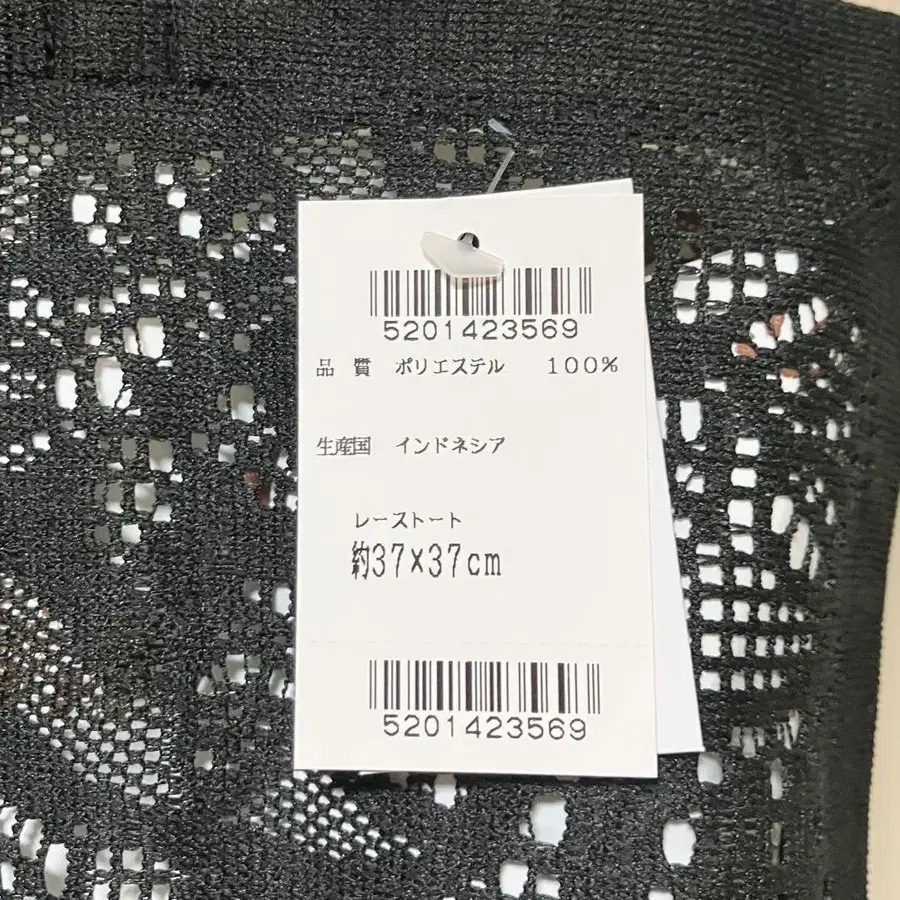 5201423569
品 質 ポリエステル 100%
生産国 インドネシア
レーストート
約37×37cm
5201423569